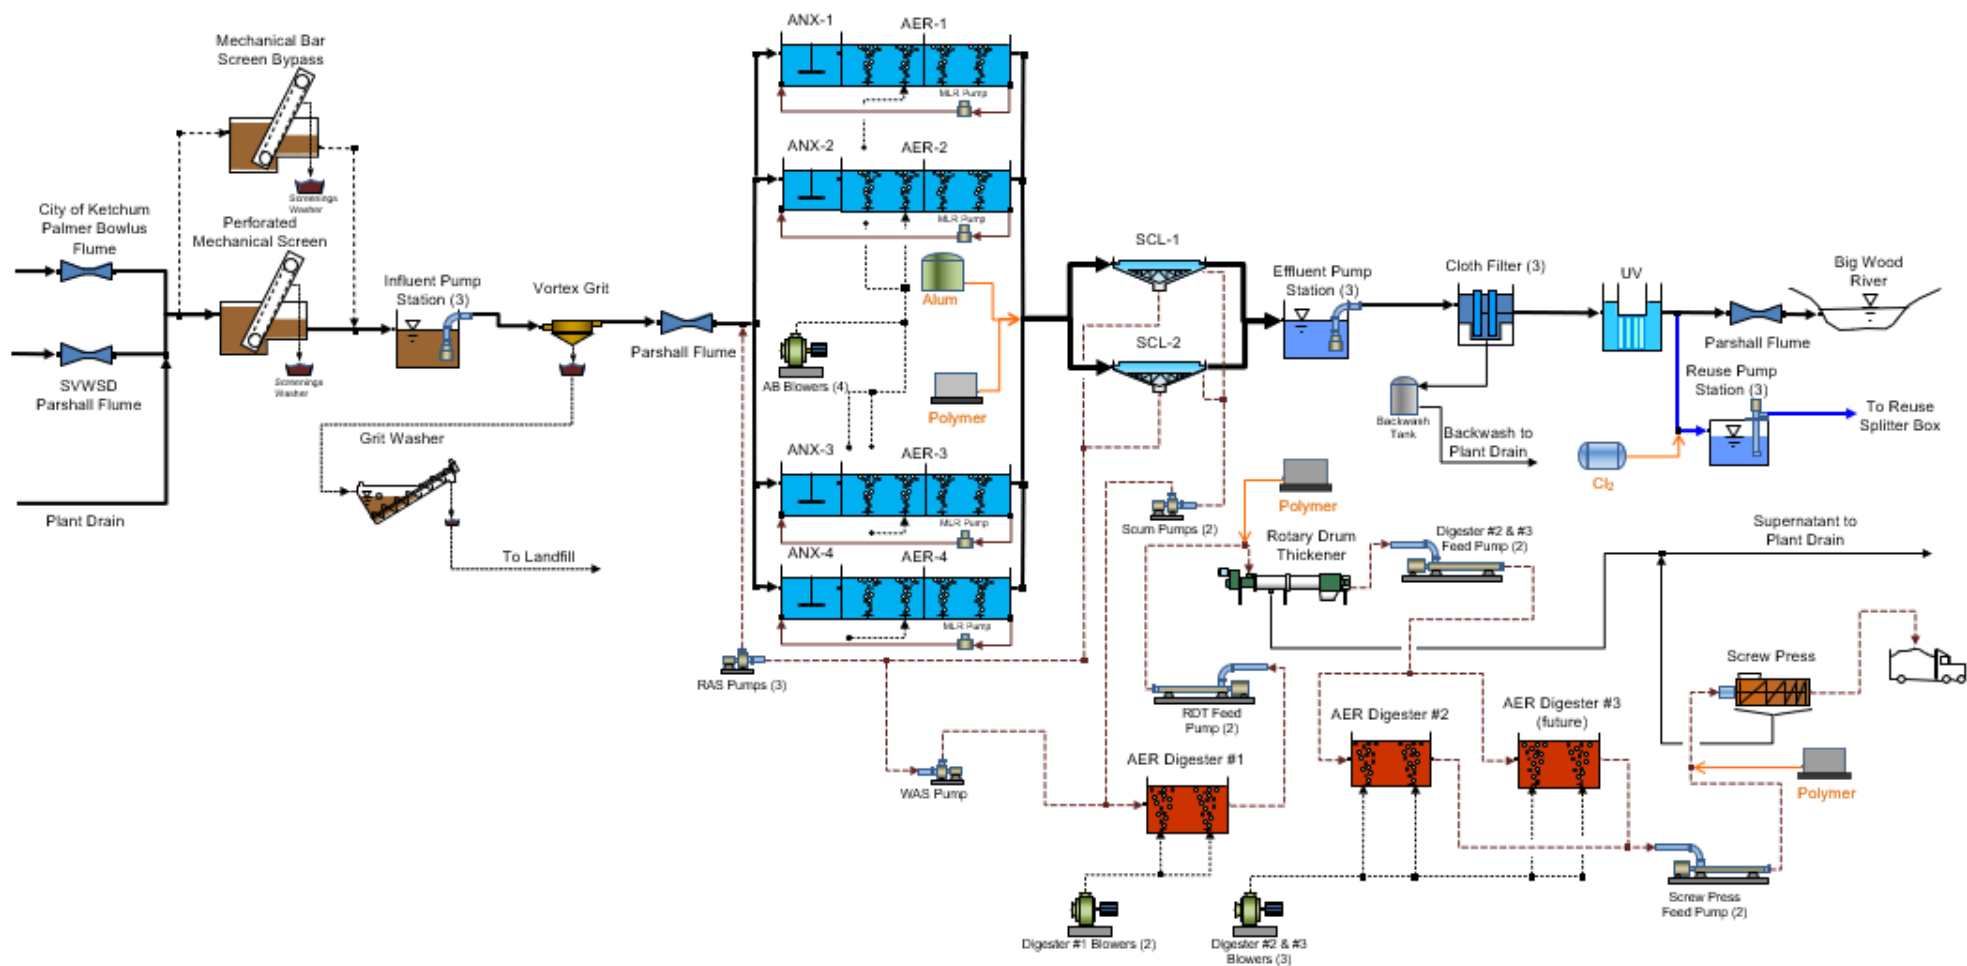 Mechanical Bar
Screen Bypass
Screenings
Washer
City of Ketchum
Palmer Bowlus
Flume
Perforated
Mechanical Screen
Screenings
Washer
SVWSD
Parshall Flume
Plant Drain
Influent Pump
Station (3)
Vortex Grit
Grit Washer
To Landfill
Parshall Flume
ANX-1
AER-1
MLR Pump
ANX-2
AER-2
MLR Pump
Alum
AB Blowers (4)
Polymer
ANX-3
AER-3
MLR Pump
ANX-4
AER-4
MLR Pump
RAS Pumps (3)
WAS Pump
SCL-1
SCL-2
Effluent Pump
Station (3)
Cloth Filter (3)
UV
Big Wood
River
Parshall Flume
Reuse Pump
Station (3)
To Reuse
Splitter Box
Cl₂
Backwash
Tank
Backwash to
Plant Drain
Scum Pumps (2)
Polymer
Rotary Drum
Thickener
Digester #2 & #3
Feed Pump (2)
Supernatant to
Plant Drain
RDT Feed
Pump (2)
AER Digester #1
AER Digester #2
AER Digester #3
(future)
Screw Press
Polymer
Screw Press
Feed Pump (2)
Digester #1 Blowers (2)
Digester #2 & #3
Blowers (3)